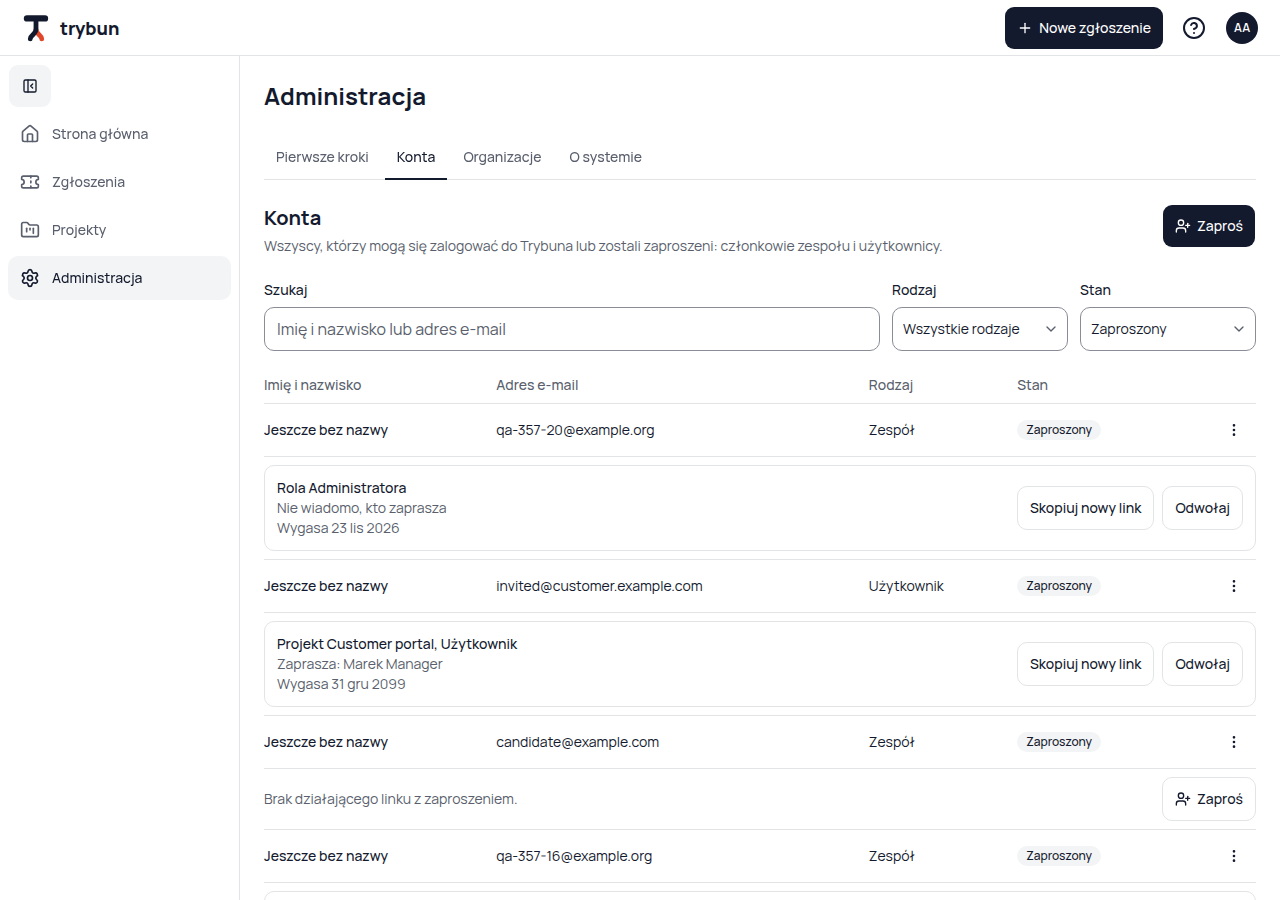 trybun
Nowe zgłoszenie
AA
Strona główna
Zgłoszenia
Projekty
Administracja
Administracja
Pierwsze kroki
Konta
Organizacje
O systemie
Konta
Wszyscy, którzy mogą się zalogować do Trybuna lub zostali zaproszeni: członkowie zespołu i użytkownicy.
Zaproś
Szukaj
Rodzaj
Stan
Imię i nazwisko lub adres e-mail
Wszystkie rodzaje
Zaproszony
Imię i nazwisko
Adres e-mail
Rodzaj
Stan
Jeszcze bez nazwy
qa-357-20@example.org
Zespół
Zaproszony
Rola Administratora
Nie wiadomo, kto zaprasza
Wygasa 23 lis 2026
Skopiuj nowy link
Odwołaj
Jeszcze bez nazwy
invited@customer.example.com
Użytkownik
Zaproszony
Projekt Customer portal, Użytkownik
Zaprasza: Marek Manager
Wygasa 31 gru 2099
Skopiuj nowy link
Odwołaj
Jeszcze bez nazwy
candidate@example.com
Zespół
Zaproszony
Brak działającego linku z zaproszeniem.
Zaproś
Jeszcze bez nazwy
qa-357-16@example.org
Zespół
Zaproszony